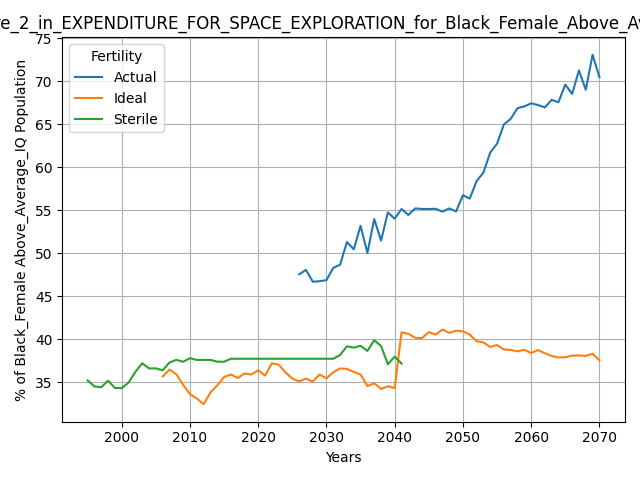 re_2_in_EXPENDITURE_FOR_SPACE_EXPLORATION_for_Black_Female_Above_Av
Fertility
Actual
Ideal
Sterile
% of Black_Female Above_Average_IQ Population
75
70
65
60
55
50
45
40
35
2000
2010
2020
2030
2040
2050
2060
2070
Years